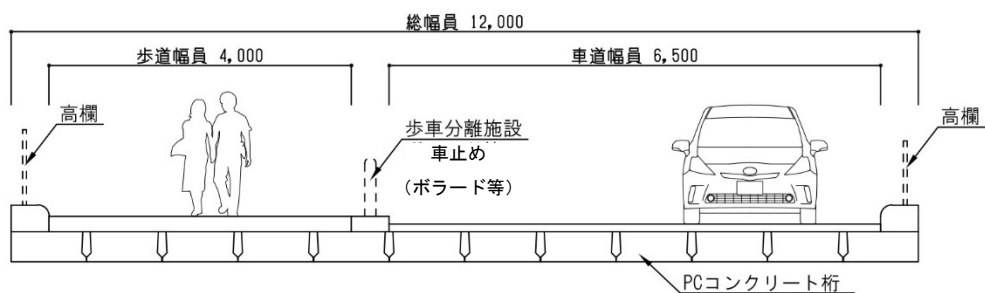 総幅員 12,000
歩道幅員 4,000
車道幅員 6,500
高欄
歩車分離施設
車止め
(ボラード等)
高欄
PCコンクリート桁